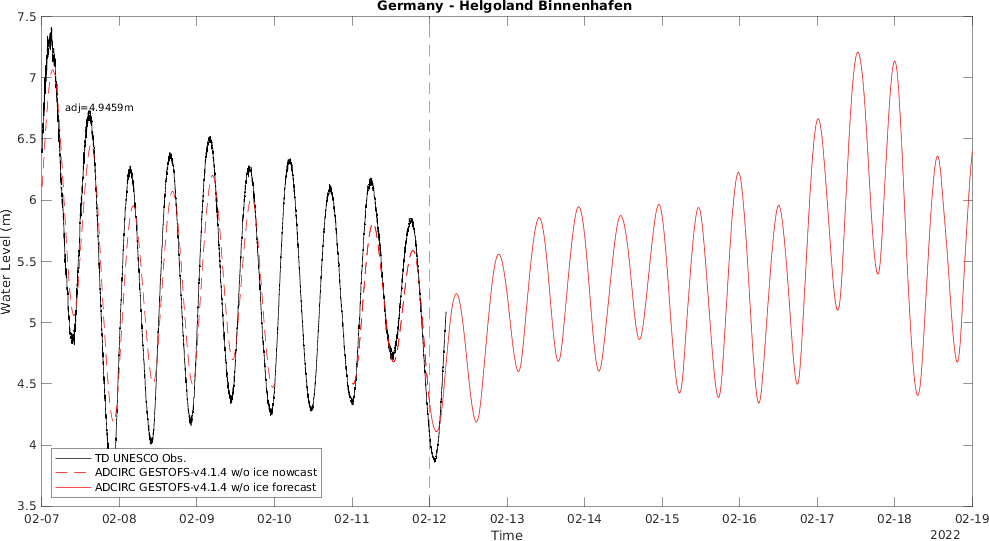 Germany - Helgoland Binnenhafen
7.5
7
6.5
6
5.5
5
4.5
4
3.5
Water Level (m)
adj=4.9459m
TD UNESCO Obs.
ADCIRC GESTOFS-v4.1.4 w/o ice nowcast
ADCIRC GESTOFS-v4.1.4 w/o ice forecast
02-07 02-08 02-09 02-10 02-11 02-12 02-13 02-14 02-15 02-16 02-17 02-18 02-19
Time
2022